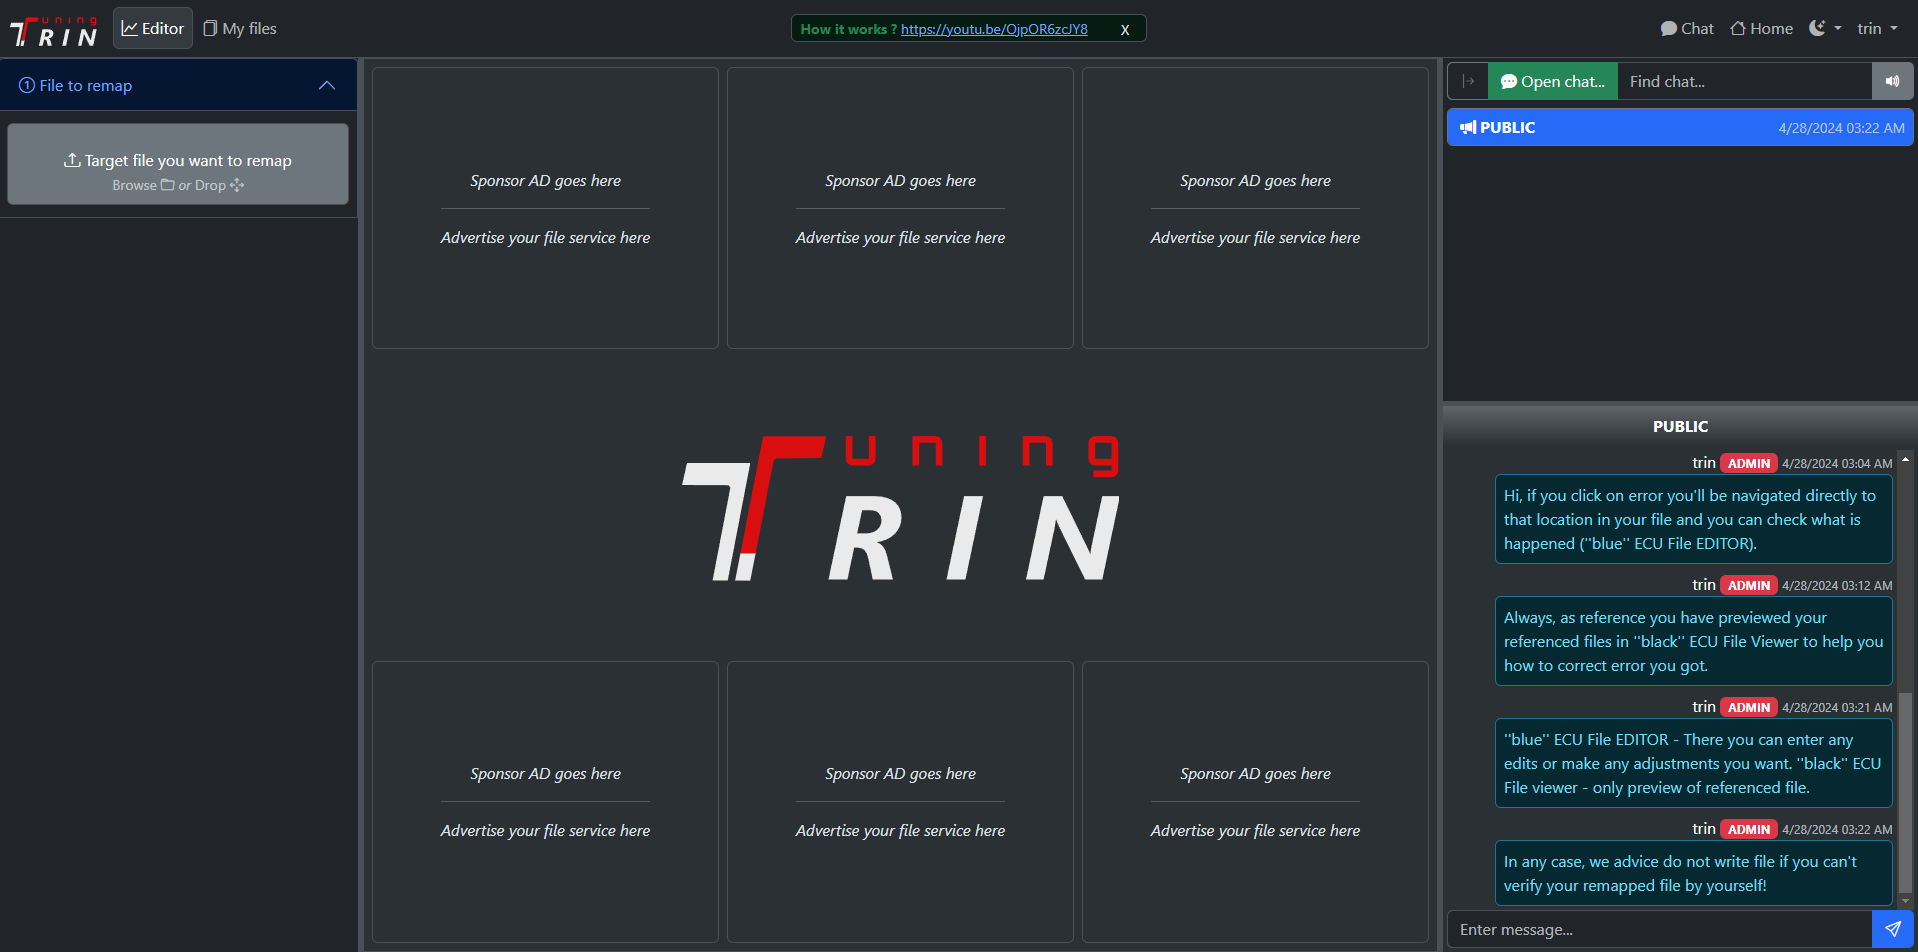 Tuning
TRIN
Editor
My files
How it works ? https://youtu.be/OjpOR6zcJY8 X
Chat
Home
trin
1 File to remap
Target file you want to remap
Browse or Drop
Sponsor AD goes here
Advertise your file service here
Sponsor AD goes here
Advertise your file service here
Sponsor AD goes here
Advertise your file service here
Tuning
TRIN
Sponsor AD goes here
Advertise your file service here
Sponsor AD goes here
Advertise your file service here
Sponsor AD goes here
Advertise your file service here
Open chat... Find chat...
PUBLIC 4/28/2024 03:22 AM
PUBLIC
trin ADMIN 4/28/2024 03:04 AM
Hi, if you click on error you'll be navigated directly to
that location in your file and you can check what is
happened (''blue'' ECU File EDITOR).
trin ADMIN 4/28/2024 03:12 AM
Always, as reference you have previewed your
referenced files in ''black'' ECU File Viewer to help you
how to correct error you got.
trin ADMIN 4/28/2024 03:21 AM
''blue'' ECU File EDITOR - There you can enter any
edits or make any adjustments you want. ''black'' ECU
File viewer - only preview of referenced file.
trin ADMIN 4/28/2024 03:22 AM
In any case, we advice do not write file if you can't
verify your remapped file by yourself!
Enter message...